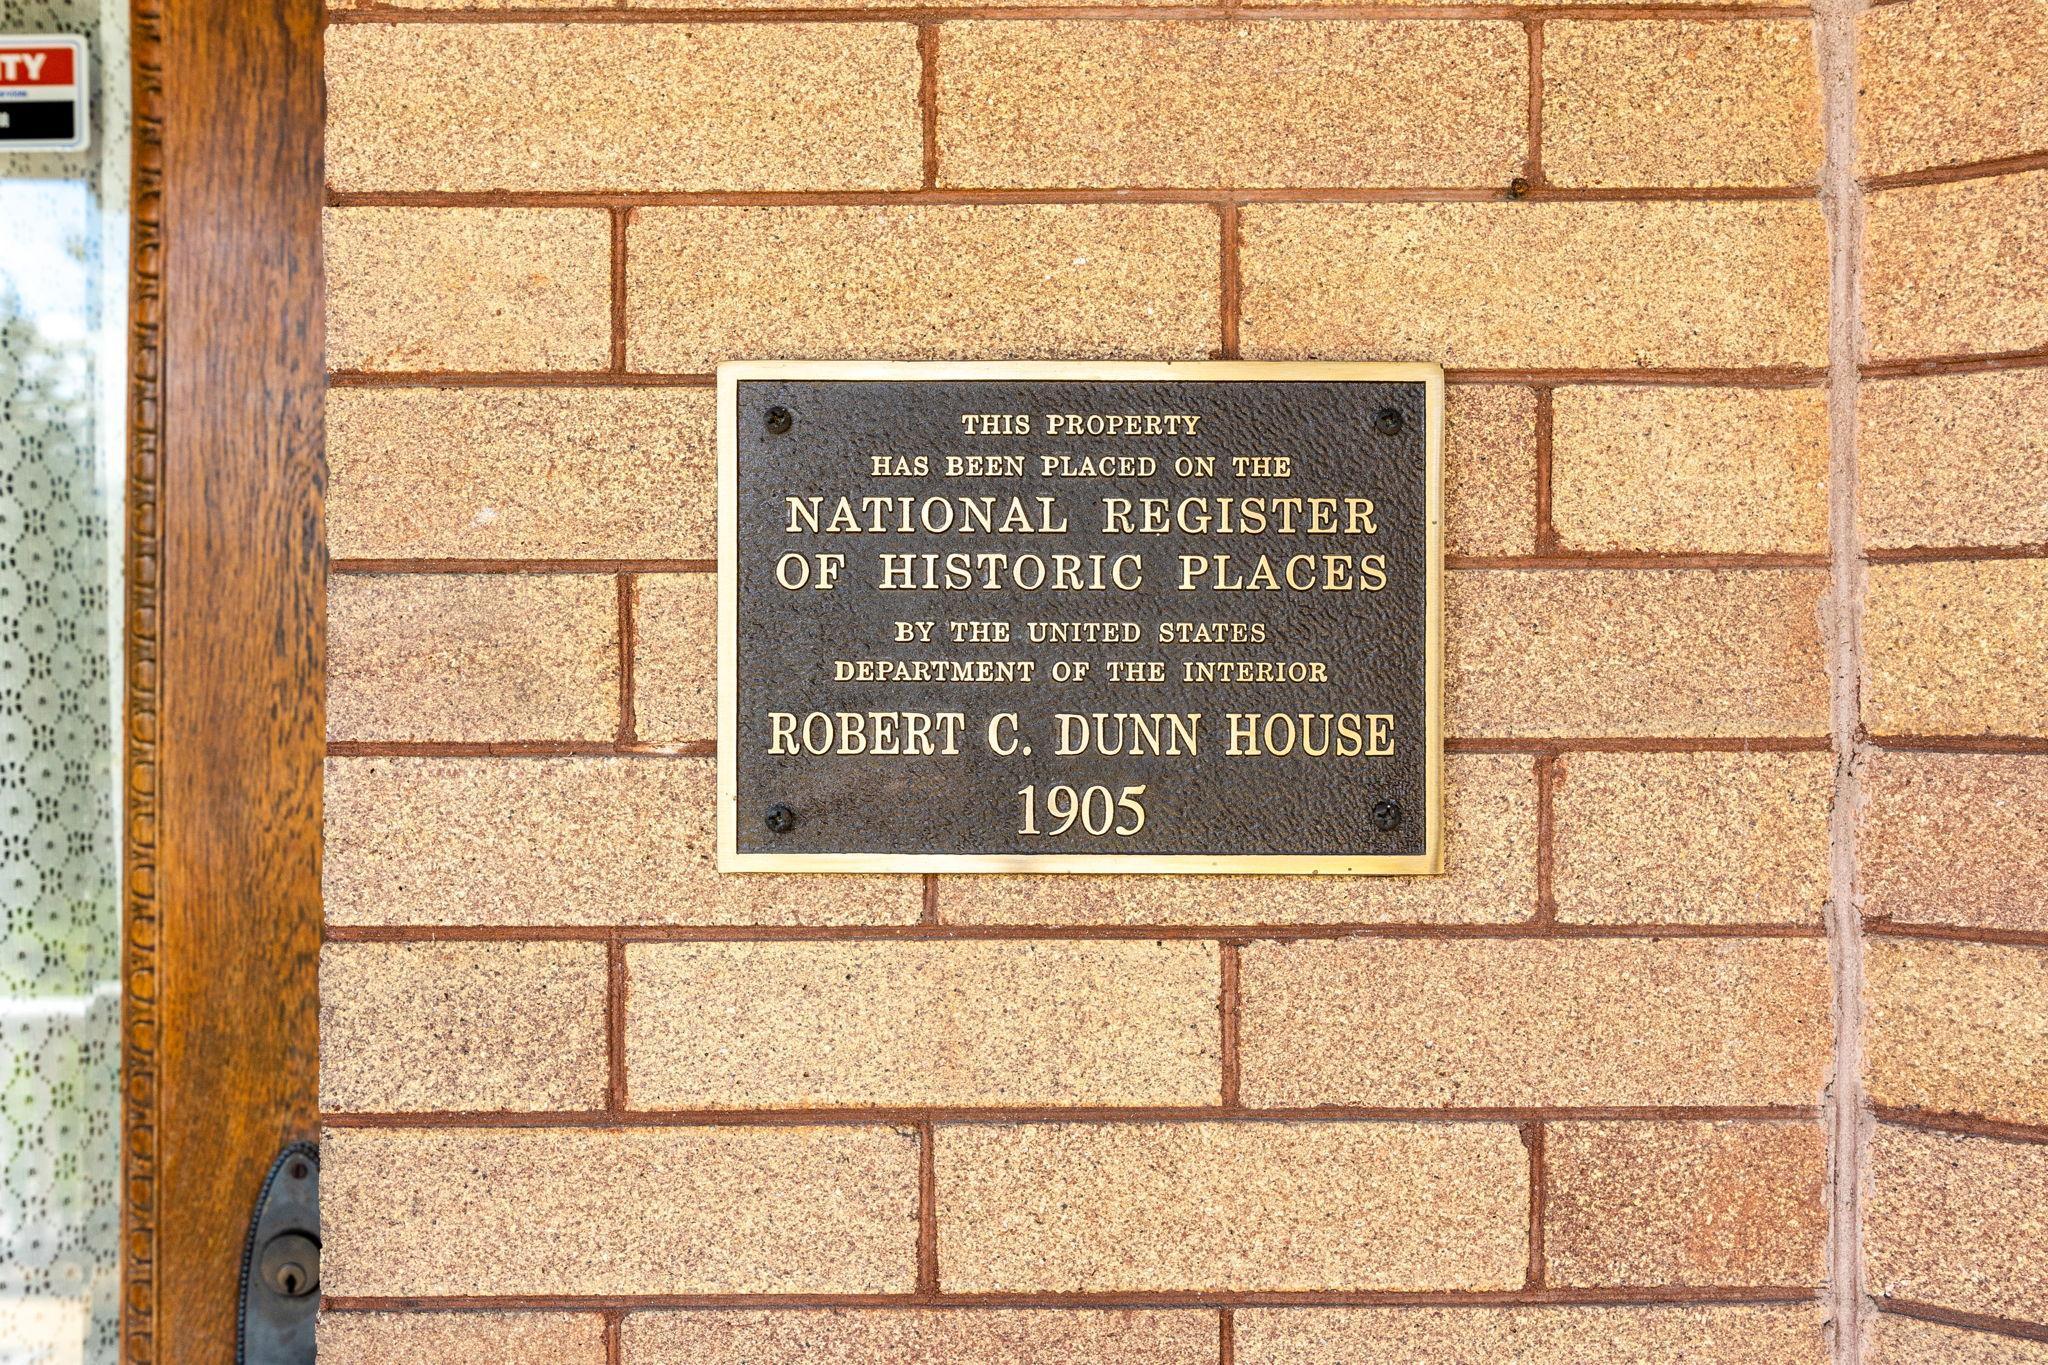 THIS PROPERTY
HAS BEEN PLACED ON THE
NATIONAL REGISTER
OF HISTORIC PLACES
BY THE UNITED STATES
DEPARTMENT OF THE INTERIOR
ROBERT C. DUNN HOUSE
1905